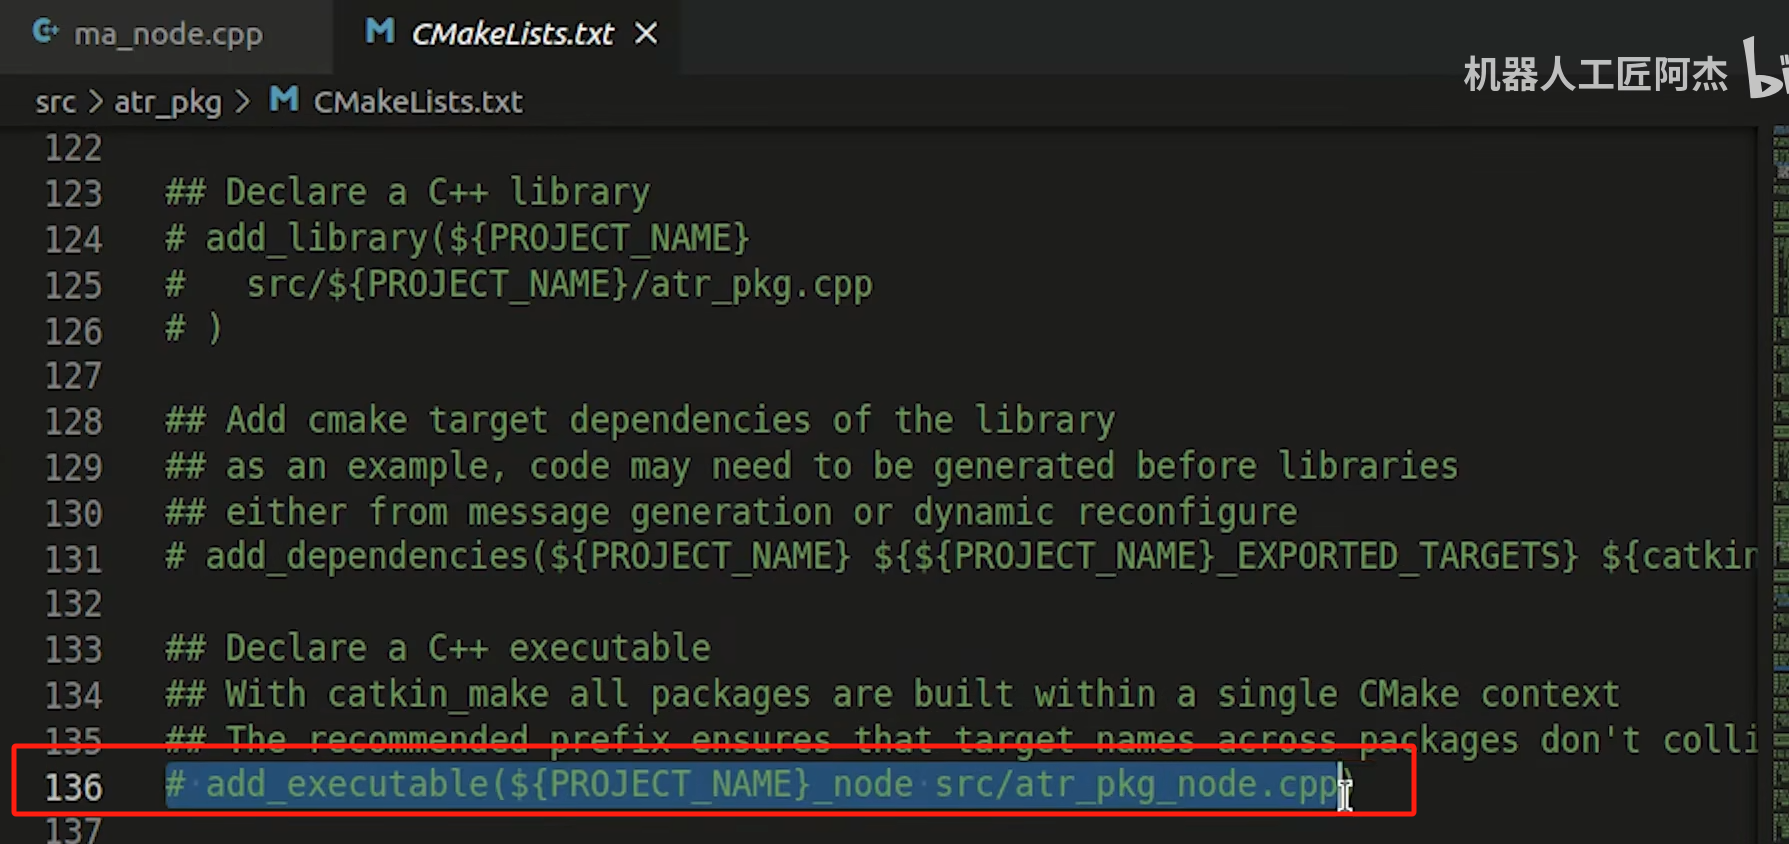 ma_node.cpp
CMakeLists.txt
机器人工匠阿杰 bi
src > atr_pkg > CMakeLists.txt
122
123 ## Declare a C++ library
124 # add_library(${PROJECT_NAME}
125 #   src/${PROJECT_NAME}/atr_pkg.cpp
126 # )
127
128 ## Add cmake target dependencies of the library
129 ## as an example, code may need to be generated before libraries
130 ## either from message generation or dynamic reconfigure
131 # add_dependencies(${PROJECT_NAME} ${${PROJECT_NAME}_EXPORTED_TARGETS} ${catkin
132
133 ## Declare a C++ executable
134 ## With catkin_make all packages are built within a single CMake context
135 ## The recommended prefix ensures that target names across packages don't colli
136 # add_executable(${PROJECT_NAME}_node src/atr_pkg_node.cpp)
137